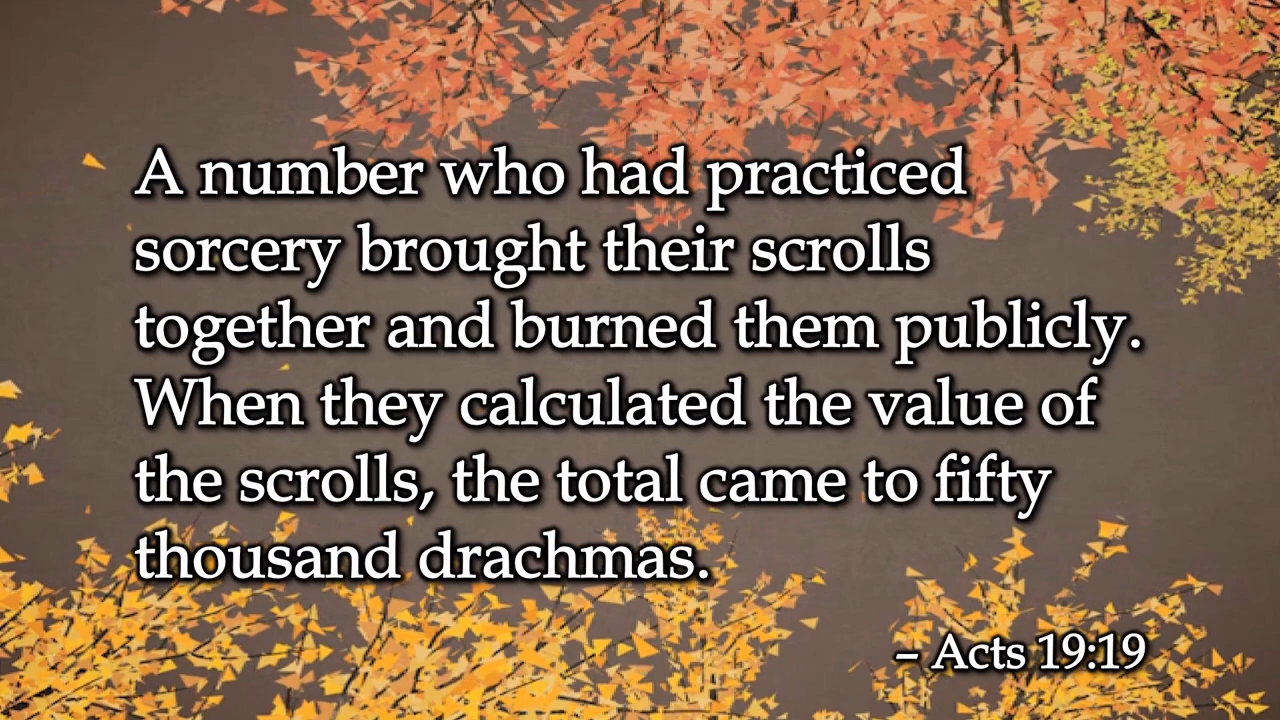 A number who had practiced
sorcery brought their scrolls
together and burned them publicly.
When they calculated the value of
the scrolls, the total came to fifty
thousand drachmas.
– Acts 19:19